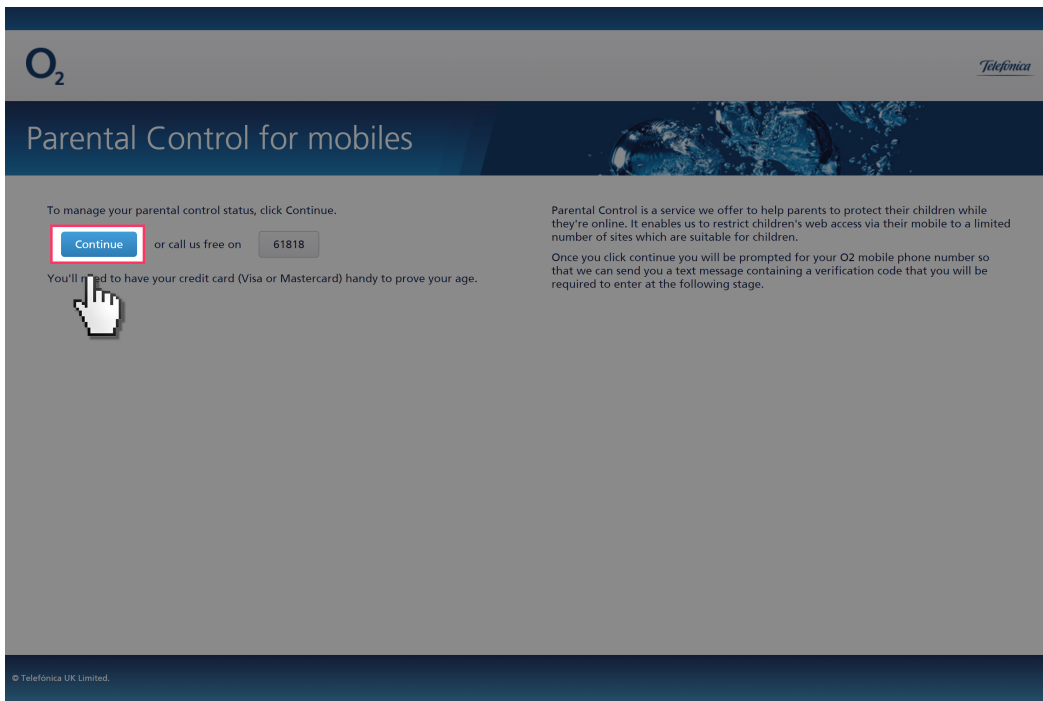 O2
Telefónica
Parental Control for mobiles
To manage your parental control status, click Continue.
Continue or call us free on 61818
You'll need to have your credit card (Visa or Mastercard) handy to prove your age.
Parental Control is a service we offer to help parents to protect their children while
they're online. It enables us to restrict children's web access via their mobile to a limited
number of sites which are suitable for children.
Once you click continue you will be prompted for your O2 mobile phone number so
that we can send you a text message containing a verification code that you will be
required to enter at the following stage.
© Telefónica UK Limited.